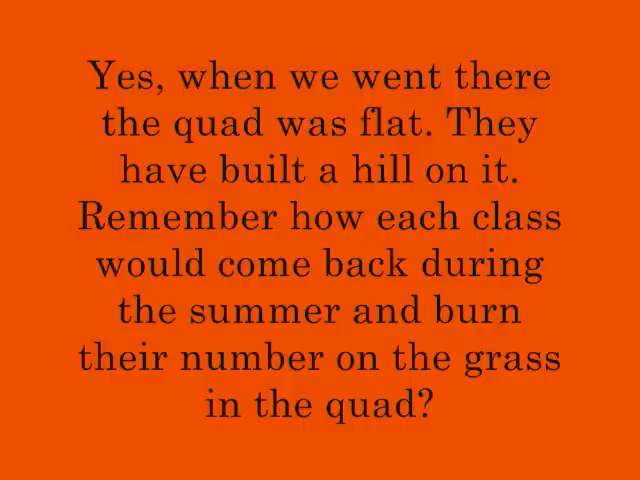 Yes, when we went there
the quad was flat. They
have built a hill on it.
Remember how each class
would come back during
the summer and burn
their number on the grass
in the quad?